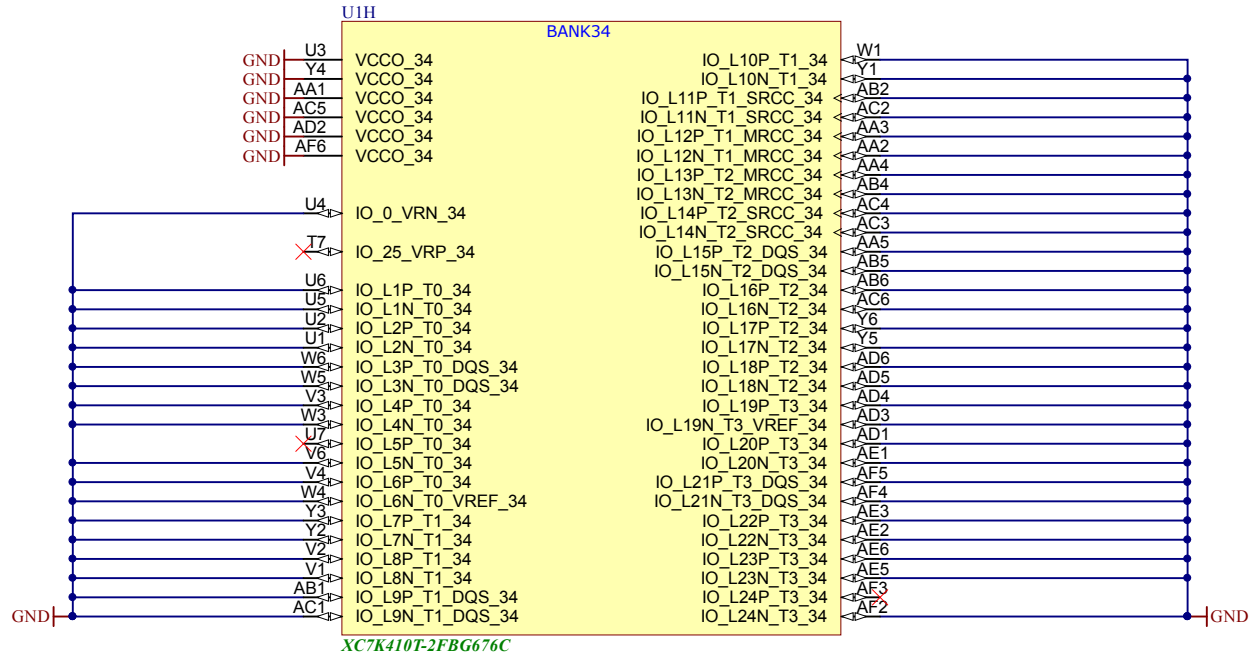 U1H
BANK34
GND U3 VCCO_34 IO_L10P_T1_34 W1
GND Y4 VCCO_34 IO_L10N_T1_34 Y1
GND AA1 VCCO_34 IO_L11P_T1_SRCC_34 AB2
GND AC5 VCCO_34 IO_L11N_T1_SRCC_34 AC2
GND AD2 VCCO_34 IO_L12P_T1_MRCC_34 AA3
GND AF6 VCCO_34 IO_L12N_T1_MRCC_34 AA2
IO_L13P_T2_MRCC_34 AA4
IO_L13N_T2_MRCC_34 AB4
U4 IO_0_VRN_34 IO_L14P_T2_SRCC_34 AC4
IO_L14N_T2_SRCC_34 AC3
T7 IO_25_VRP_34 IO_L15P_T2_DQS_34 AA5
IO_L15N_T2_DQS_34 AB5
U6 IO_L1P_T0_34 IO_L16P_T2_34 AB6
U5 IO_L1N_T0_34 IO_L16N_T2_34 AC6
U2 IO_L2P_T0_34 IO_L17P_T2_34 Y6
U1 IO_L2N_T0_34 IO_L17N_T2_34 Y5
W6 IO_L3P_T0_DQS_34 IO_L18P_T2_34 AD6
W5 IO_L3N_T0_DQS_34 IO_L18N_T2_34 AD5
V3 IO_L4P_T0_34 IO_L19P_T3_34 AD4
W3 IO_L4N_T0_34 IO_L19N_T3_VREF_34 AD3
U7 IO_L5P_T0_34 IO_L20P_T3_34 AD1
V6 IO_L5N_T0_34 IO_L20N_T3_34 AE1
V4 IO_L6P_T0_34 IO_L21P_T3_DQS_34 AF5
W4 IO_L6N_T0_VREF_34 IO_L21N_T3_DQS_34 AF4
Y3 IO_L7P_T1_34 IO_L22P_T3_34 AE3
Y2 IO_L7N_T1_34 IO_L22N_T3_34 AE2
V2 IO_L8P_T1_34 IO_L23P_T3_34 AE6
V1 IO_L8N_T1_34 IO_L23N_T3_34 AE5
AB1 IO_L9P_T1_DQS_34 IO_L24P_T3_34 AF3
GND AC1 IO_L9N_T1_DQS_34 IO_L24N_T3_34 AF2 GND
XC7K410T-2FBG676C